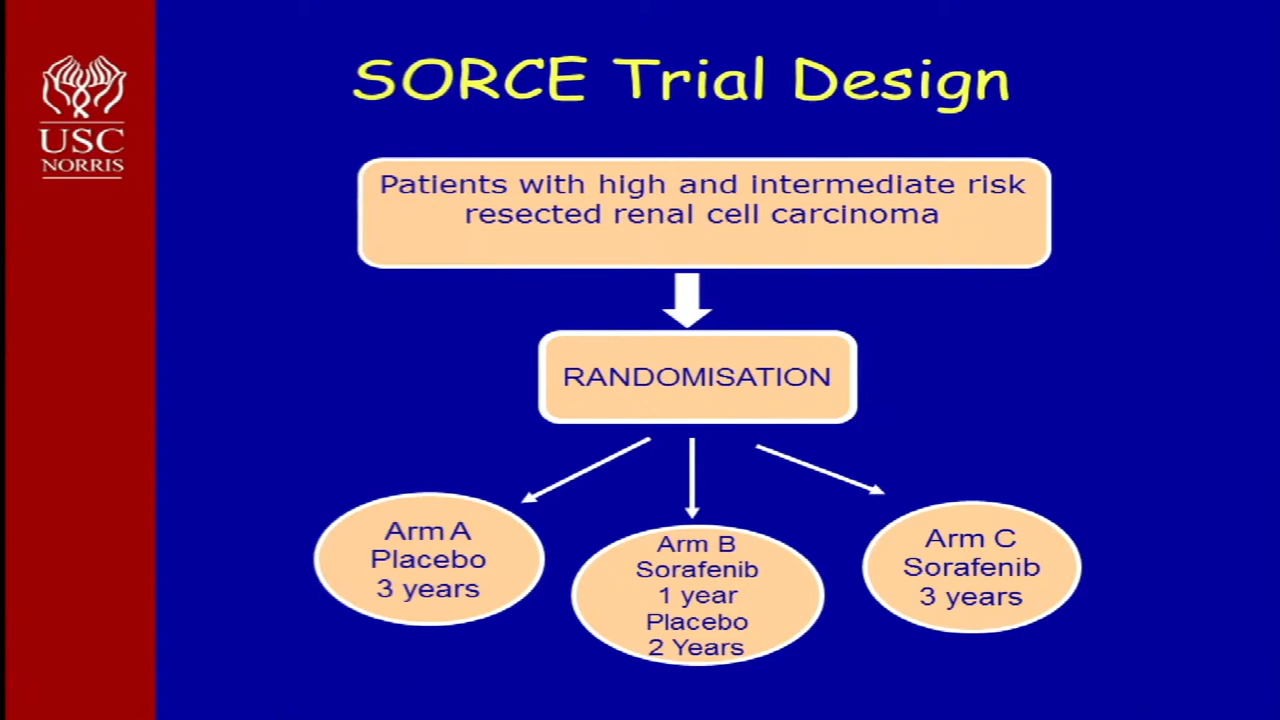 USC
NORRIS
SORCE Trial Design
Patients with high and intermediate risk
resected renal cell carcinoma
RANDOMISATION
Arm A
Placebo
3 years
Arm B
Sorafenib
1 year
Placebo
2 Years
Arm C
Sorafenib
3 years